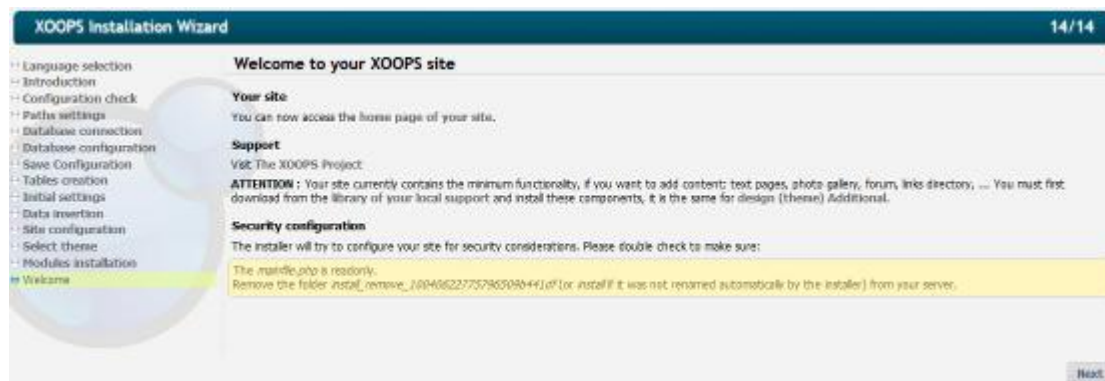 XOOPS Installation Wizard
14/14
Language selection
Introduction
Configuration check
Paths settings
Database connection
Database configuration
Save Configuration
Tables creation
Initial settings
Data insertion
Site configuration
Select theme
Modules installation
Welcome
Welcome to your XOOPS site
Your site
You can now access the home page of your site.
Support
Visit The XOOPS Project
ATTENTION : Your site currently contains the minimum functionality, if you want to add content: text pages, photo gallery, forum, links directory, ... You must first
download from the library of your local support and install these components, it is the same for design (theme) Additional.
Security configuration
The installer will try to configure your site for security considerations. Please double check to make sure:
The mainfile.php is readonly.
Remove the folder (or install if it was not renamed automatically by the installer) from your server.
Next